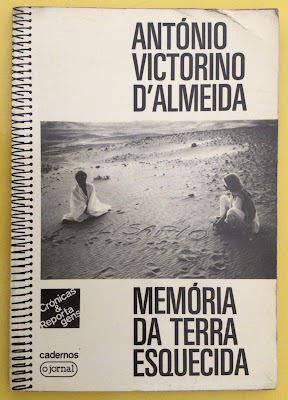 ANTÓNIO
VICTORINO
D'ALMEIDA
Crónicas
&
Reporta
gens
MEMÓRIA
DA TERRA
ESQUECIDA
cadernos
o jornal